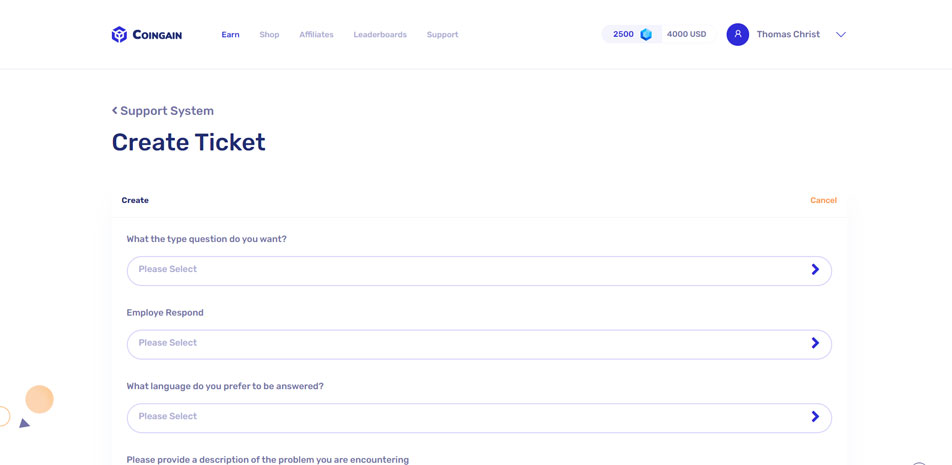 COINGAIN Earn Shop Affiliates Leaderboards Support 2500 4000 USD Thomas Christ
Support System
Create Ticket
Create Cancel
What the type question do you want?
Please Select
Employe Respond
Please Select
What language do you prefer to be answered?
Please Select
Please provide a description of the problem you are encountering